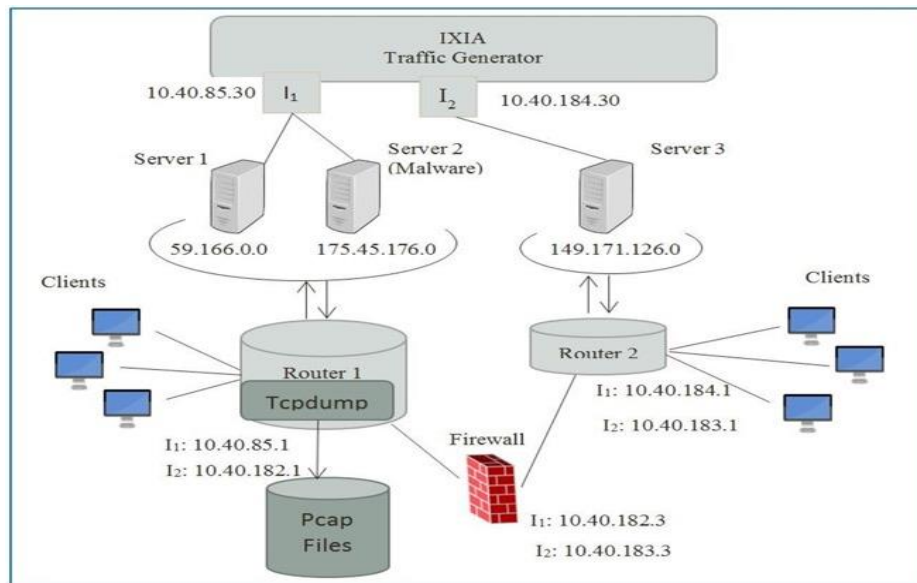 IXIA
Traffic Generator
10.40.85.30
I₁
I₂
10.40.184.30
Server 1
Server 2
(Malware)
Server 3
59.166.0.0
175.45.176.0
149.171.126.0
Clients
Clients
Router 1
Tcpdump
Router 2
I₁: 10.40.85.1
I₂: 10.40.182.1
Firewall
I₁: 10.40.184.1
I₂: 10.40.183.1
Pcap
Files
I₁: 10.40.182.3
I₂: 10.40.183.3